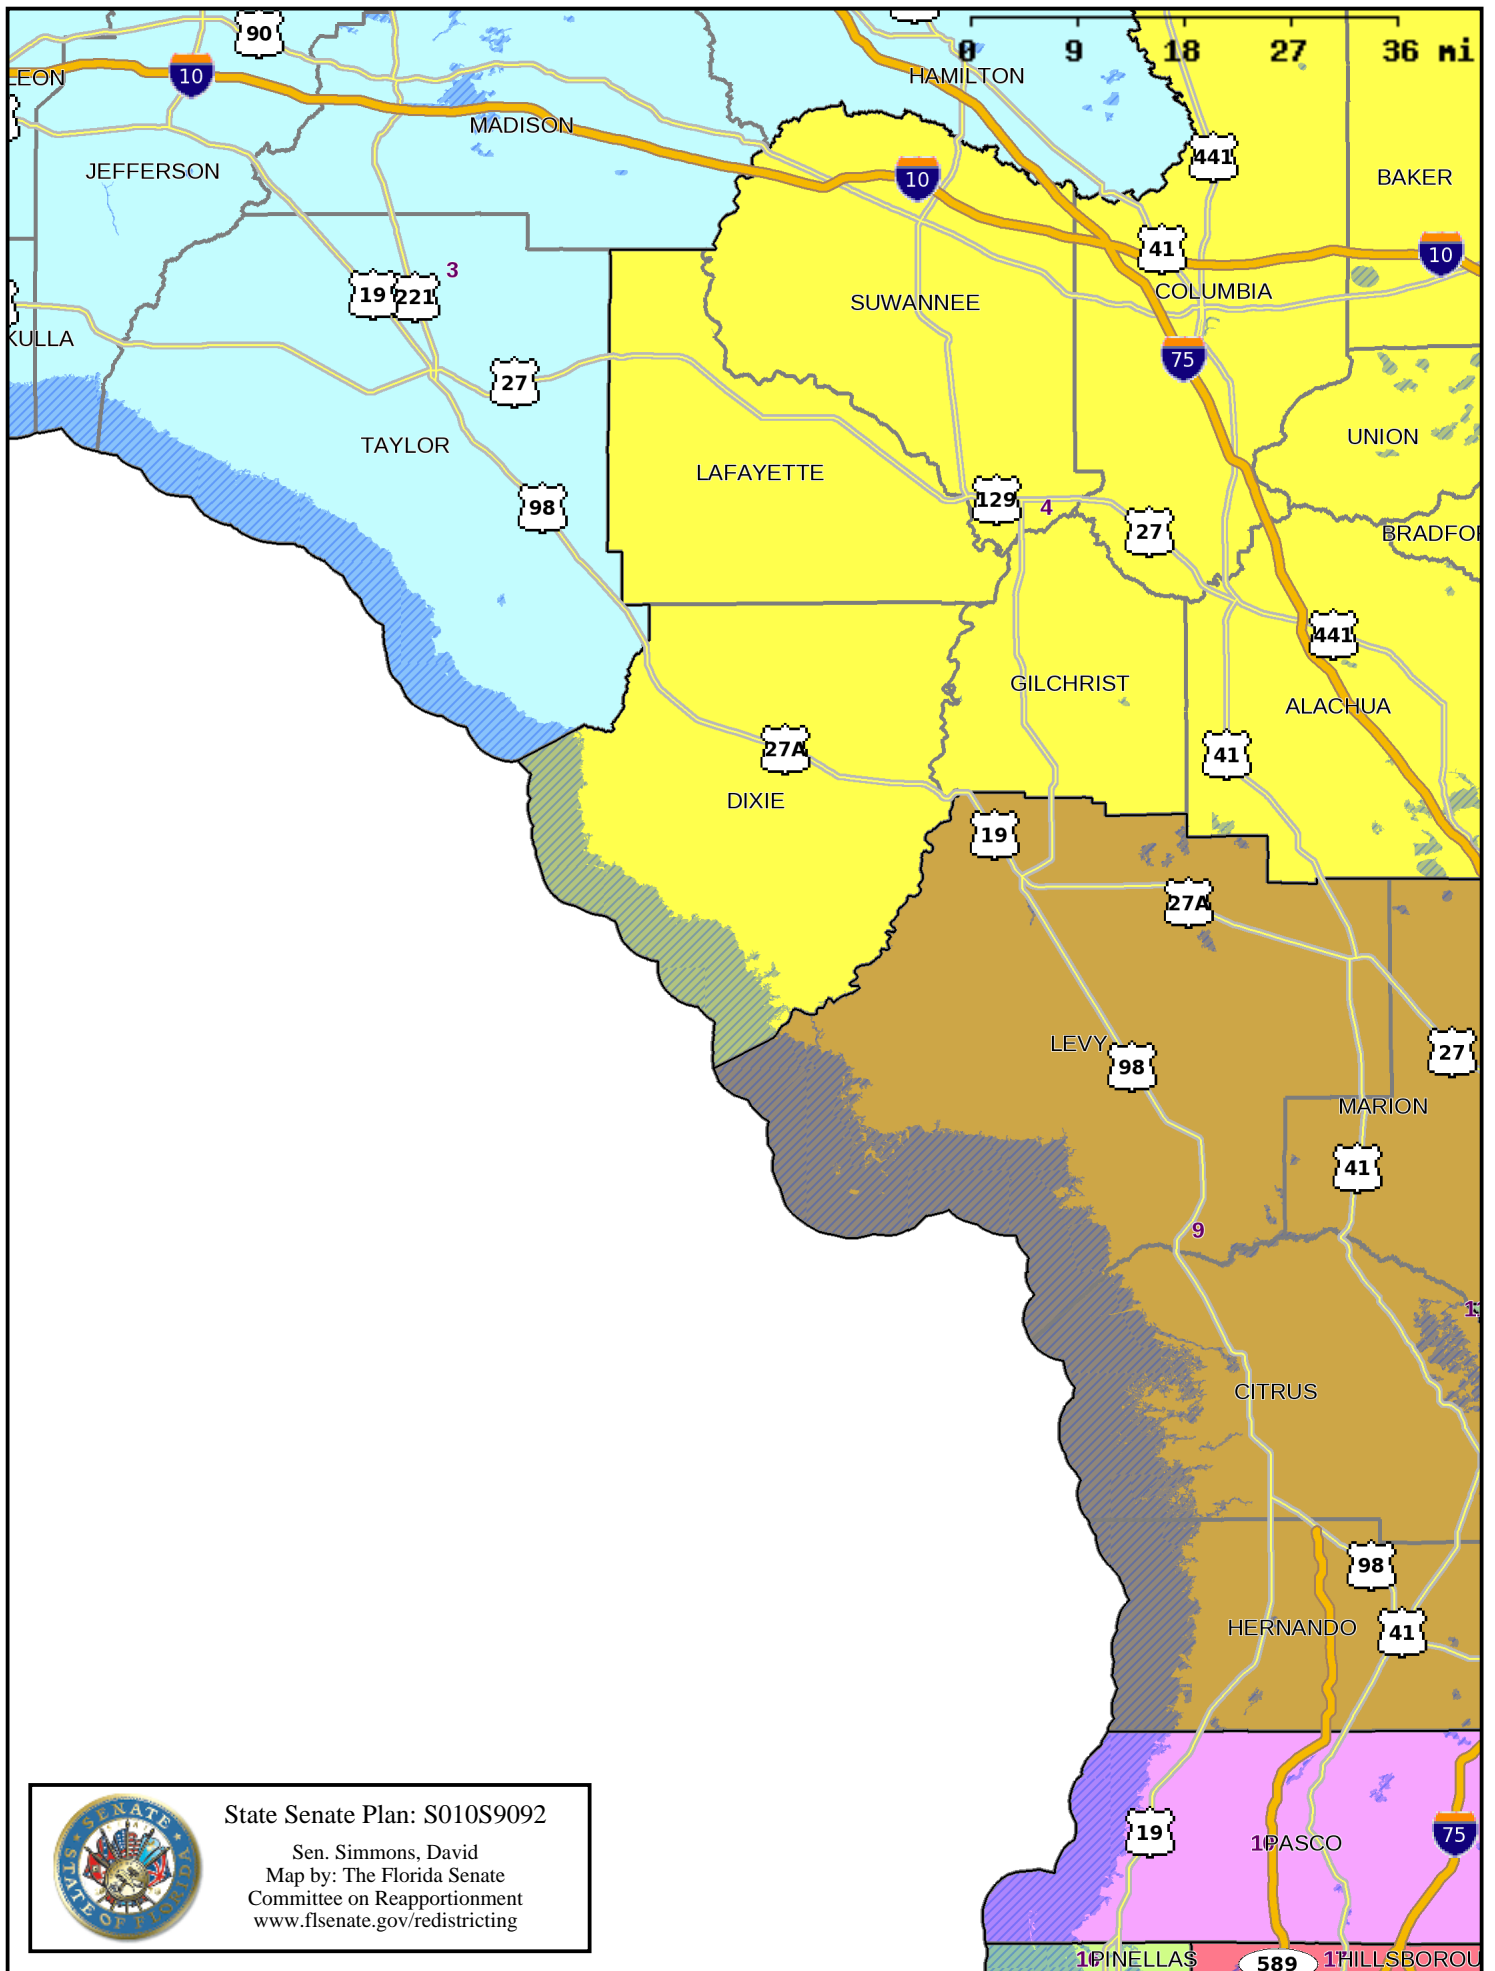 90
0 9 18 27 36 mi
10
EON
HAMILTON
MADISON
441
JEFFERSON
10
BAKER
41
10
3
19 221
SUWANNEE
COLUMBIA
KULLA
75
27
TAYLOR
UNION
LAFAYETTE
98
129
4
27
BRADFOR
441
GILCHRIST
ALACHUA
27A
41
DIXIE
19
27A
LEVY
98
27
MARION
41
9
CITRUS
98
HERNANDO
41
State Senate Plan: S010S9092
Sen. Simmons, David
Map by: The Florida Senate
Committee on Reapportionment
www.flsenate.gov/redistricting
SENATE
STATE OF FLORIDA
19
PASCO
75
PINELLAS
589
HILLSBOROU